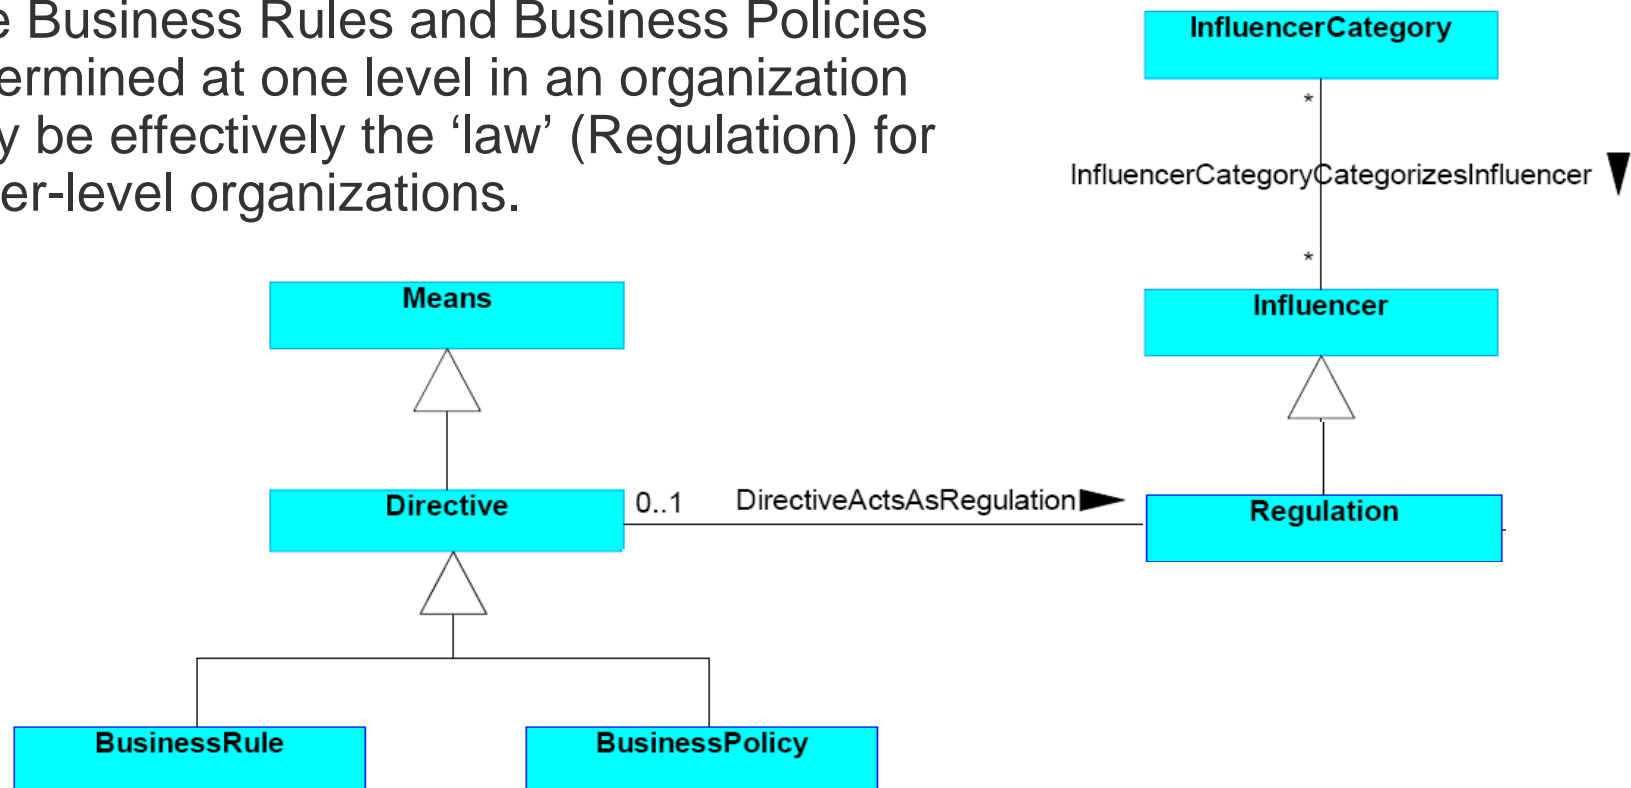 e Business Rules and Business Policies
ermined at one level in an organization
y be effectively the ‘law’ (Regulation) for
er-level organizations.
InfluencerCategory
*
InfluencerCategoryCategorizesInfluencer
*
Means
Influencer
Directive
0..1 DirectiveActsAsRegulation
Regulation
BusinessRule
BusinessPolicy